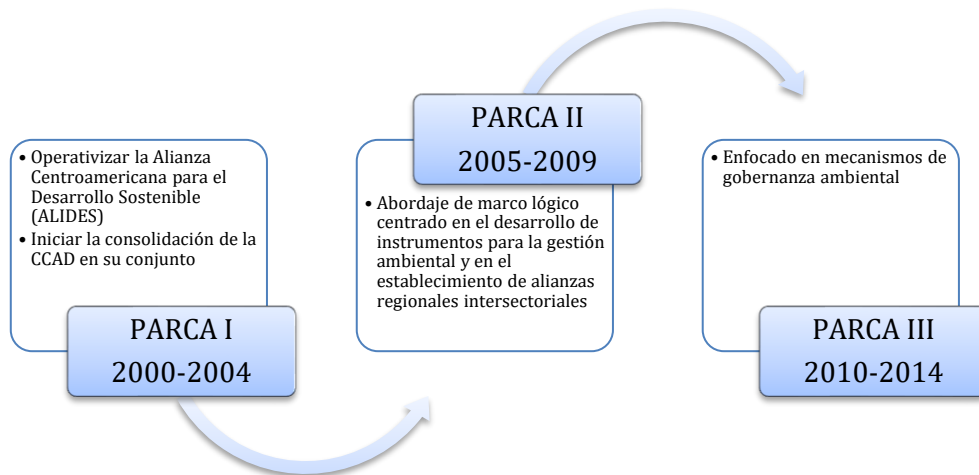 • Operativizar la Alianza
Centroamericana para el
Desarrollo Sostenible
(ALIDES)
• Iniciar la consolidación de la
CCAD en su conjunto
PARCA I
2000-2004
PARCA II
2005-2009
• Abordaje de marco lógico
centrado en el desarrollo de
instrumentos para la gestión
ambiental y en el
establecimiento de alianzas
regionales intersectoriales
• Enfocado en mecanismos de
gobernanza ambiental
PARCA III
2010-2014